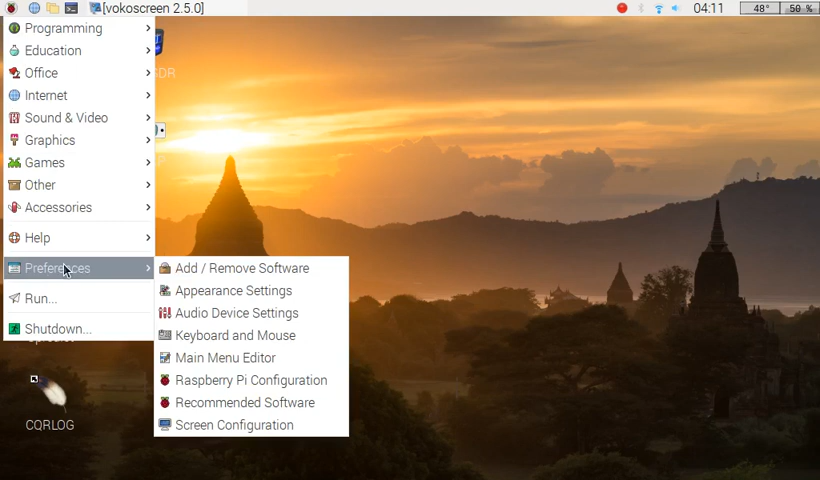 [vokoscreen 2.5.0]
04:11
48°
50 %
Programming
Education
Office
Internet
Sound & Video
Graphics
Games
Other
Accessories
Help
Preferences
Run...
Shutdown...
Add / Remove Software
Appearance Settings
Audio Device Settings
Keyboard and Mouse
Main Menu Editor
Raspberry Pi Configuration
Recommended Software
Screen Configuration
CQRLOG